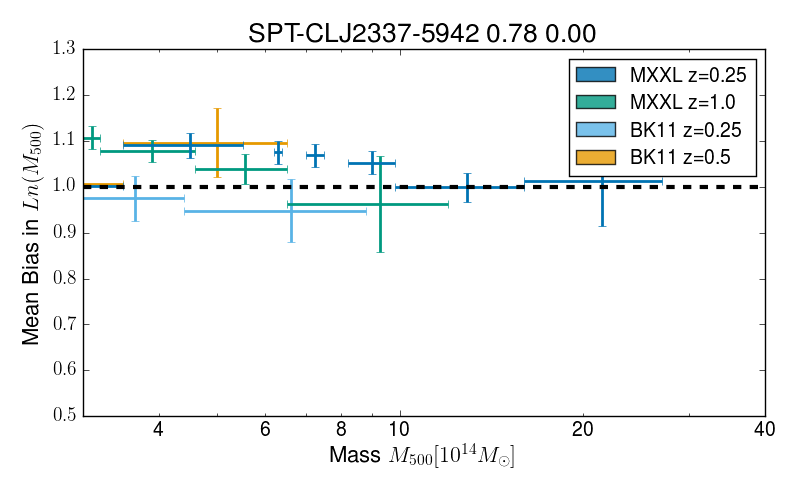 SPT-CLJ2337-5942 0.78 0.00
1.3
1.2
1.1
1.0
0.9
0.8
0.7
0.6
0.5
Mean Bias in Ln(M500)
MXXL z=0.25
MXXL z=1.0
BK11 z=0.25
BK11 z=0.5
4 6 8 10 20 40
Mass M500[10^14 M⊙]